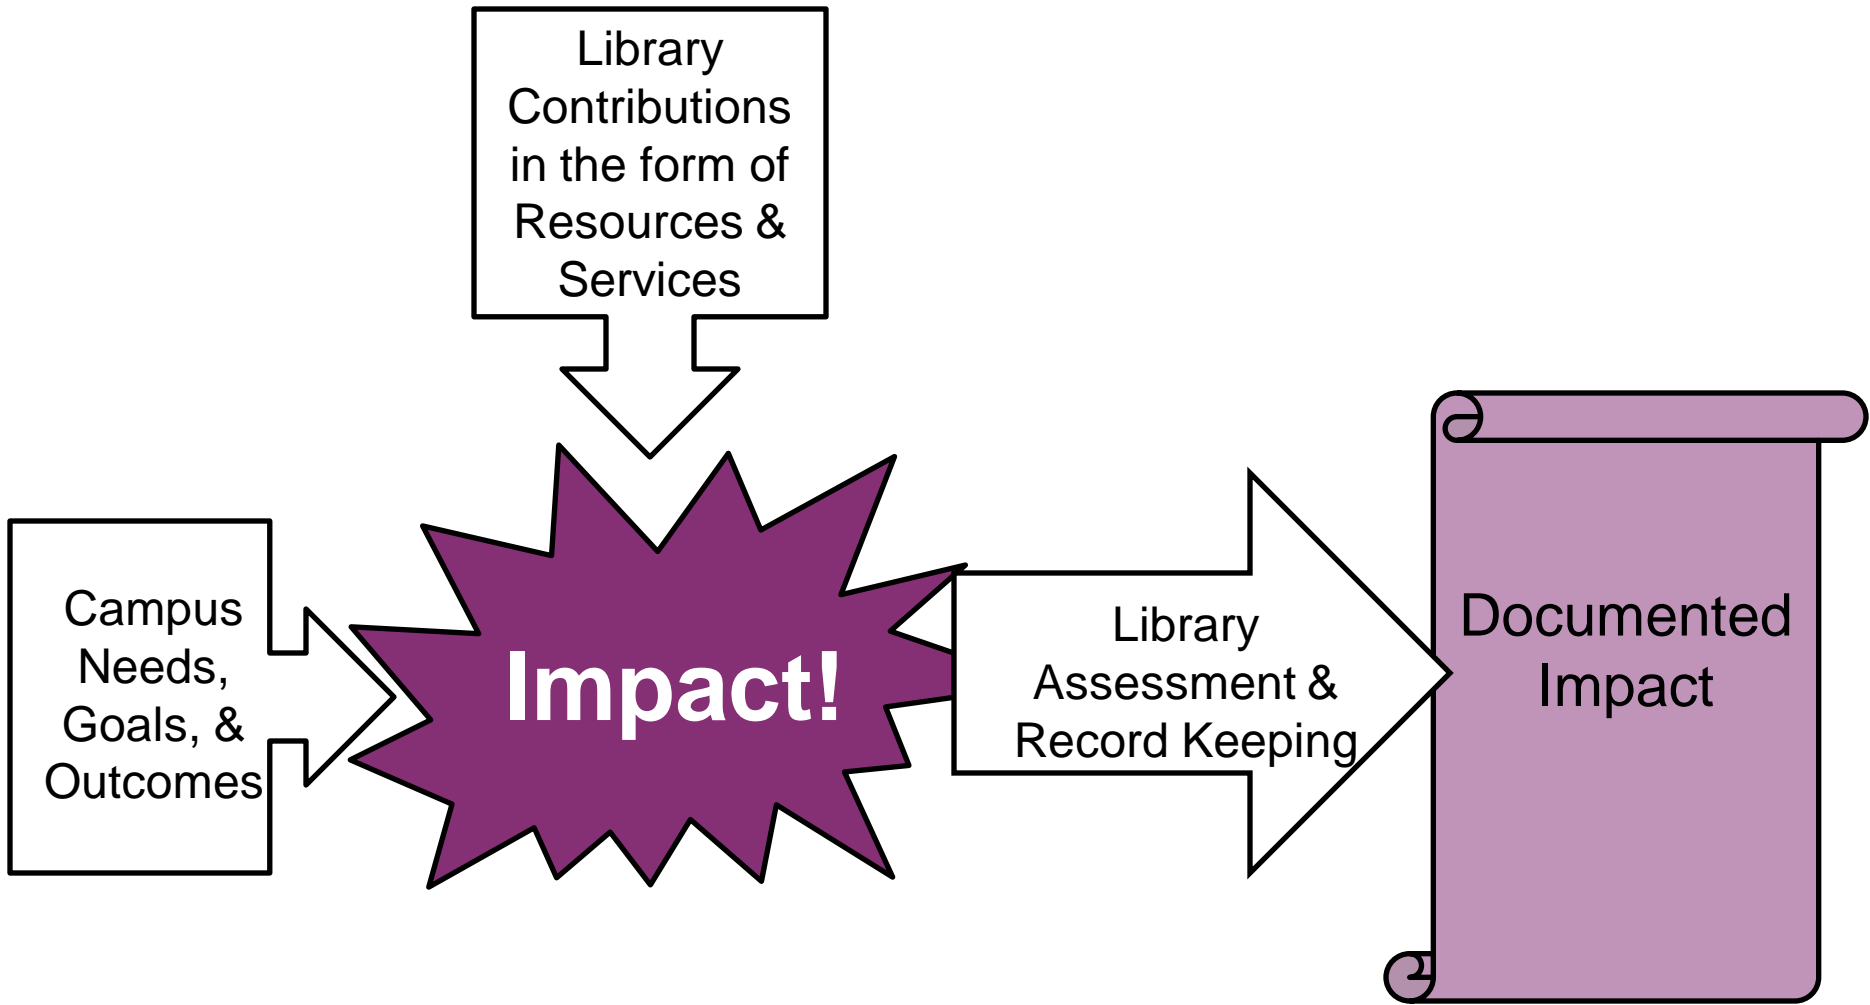 Library
Contributions
in the form of
Resources &
Services
Campus
Needs,
Goals, &
Outcomes
Impact!
Library
Assessment &
Record Keeping
Documented
Impact